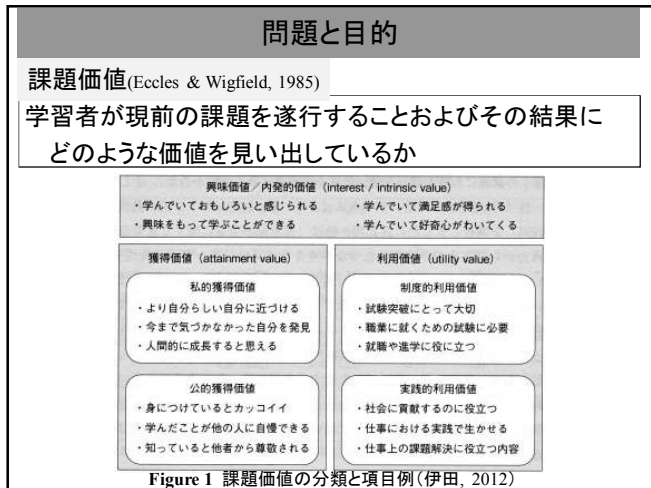 問題と目的
課題価値(Eccles & Wigfield, 1985)
学習者が現前の課題を遂行することおよびその結果に
どのような価値を見い出しているか
興味価値／内発的価値（interest / intrinsic value）
・学んでいておもしろいと感じられる ・学んでいて満足感が得られる
・興味をもって学ぶことができる ・学んでいて好奇心がわいてくる
獲得価値（attainment value）
私的獲得価値
・より自分らしい自分に近づける
・今まで気づかなかった自分を発見
・人間的に成長すると思える
公的獲得価値
・身につけているとカッコイイ
・学んだことが他の人に自慢できる
・知っていると他者から尊敬される
利用価値（utility value）
制度的利用価値
・試験突破にとって大切
・職業に就くための試験に必要
・就職や進学に役に立つ
実践的利用価値
・社会に貢献するのに役立つ
・仕事における実践で生かせる
・仕事上の課題解決に役立つ内容
Figure 1 課題価値の分類と項目例(伊田, 2012)